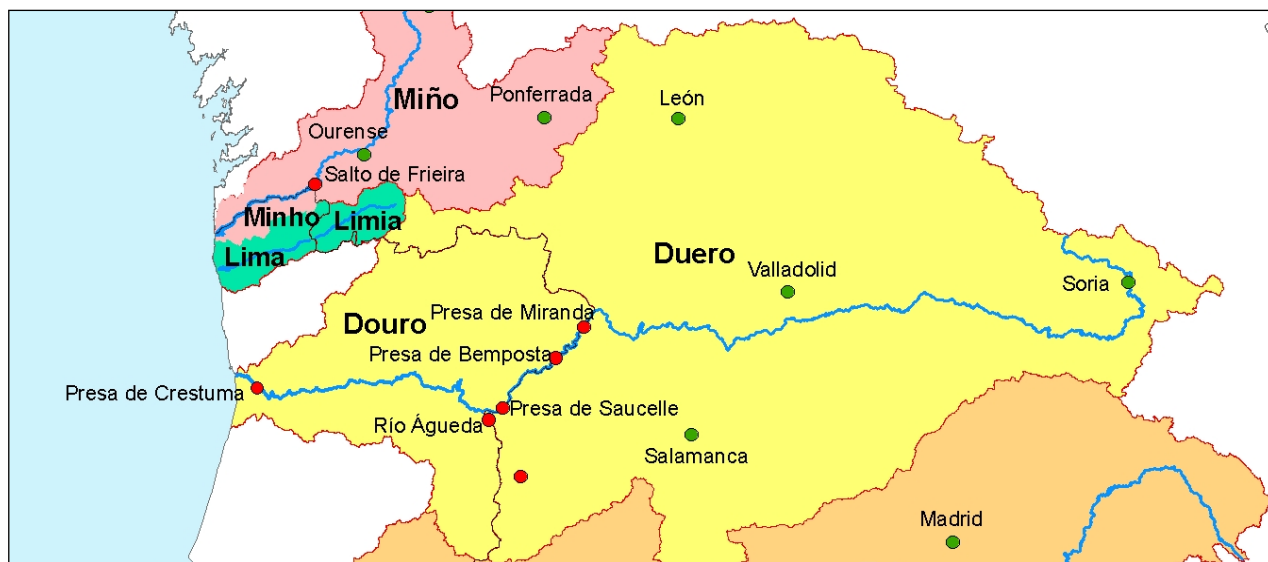 Miño
Ponferrada
León
Ourense
Salto de Frieira
Minho
Limia
Lima
Duero
Valladolid
Soria
Douro
Presa de Miranda
Presa de Bemposta
Presa de Crestuma
Presa de Saucelle
Río Águeda
Salamanca
Madrid